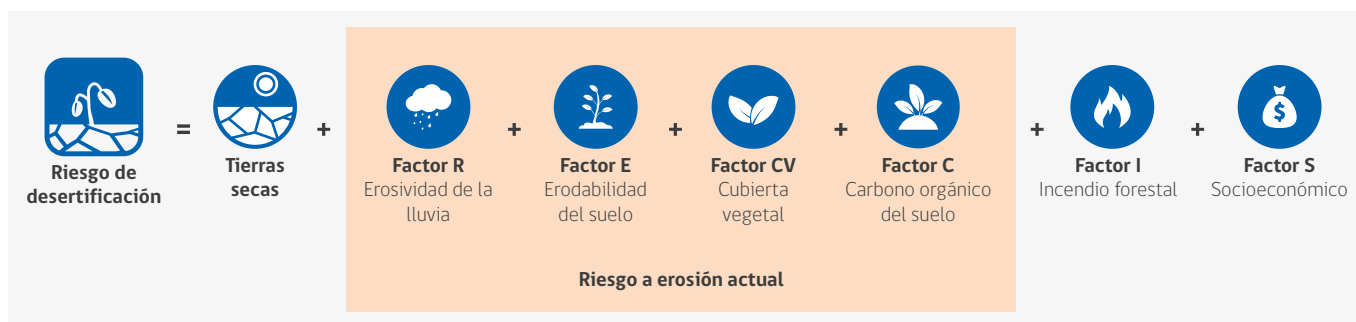 Riesgo de
desertificación
=
Tierras
secas
+
Factor R
Erosividad de la
lluvia
+
Factor E
Erodabilidad
del suelo
+
Factor CV
Cubierta
vegetal
+
Factor C
Carbono orgánico
del suelo
+
Factor I
Incendio forestal
+
$
Factor S
Socioeconómico
Riesgo a erosión actual